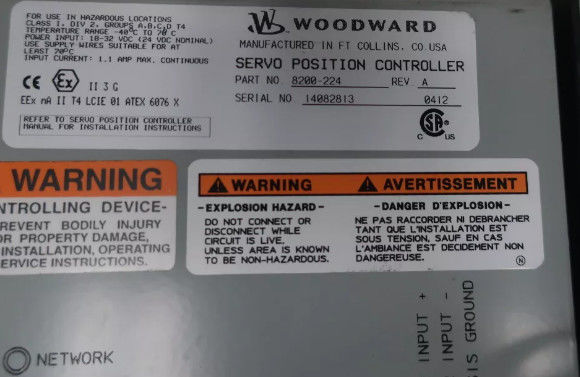 FOR USE IN HAZARDOUS LOCATIONS
CLASS I, DIV 2, GROUPS A,B,C,D T4
TEMPERATURE RANGE -40°C TO 70°C
POWER INPUT: 18-32 VDC (24 VDC NOMINAL)
USE SUPPLY WIRES SUITABLE FOR AT
LEAST 70°C
INPUT CURRENT: 1.1 AMP MAX. CONTINUOUS
CE Ex II 3 G
EEx nA II T4 LCIE 01 ATEX 6076 X
REFER TO SERVO POSITION CONTROLLER
MANUAL FOR INSTALLATION INSTRUCTIONS
W WOODWARD
MANUFACTURED IN FT COLLINS, CO USA
SERVO POSITION CONTROLLER
PART NO. 8200-224 REV A
SERIAL NO 14082813 0412
CSA
C US
WARNING
NTROLLING DEVICE-
REVENT BODILY INJURY
OR PROPERTY DAMAGE,
INSTALLATION, OPERATING
ERVICE INSTRUCTIONS.
WARNING
-EXPLOSION HAZARD-
DO NOT CONNECT OR
DISCONNECT WHILE
CIRCUIT IS LIVE,
UNLESS AREA IS KNOWN
TO BE NON-HAZARDOUS.
AVERTISSEMENT
-DANGER D'EXPLOSION-
NE PAS RACCORDER NI DEBRANCHER
TANT QUE L'INSTALLATION EST
SOUS TENSION, SAUF EN CAS
L'AMBIANCE EST DECIDEMENT NON
DANGEREUSE.
N
NETWORK
INPUT +
INPUT -
IS GROUND